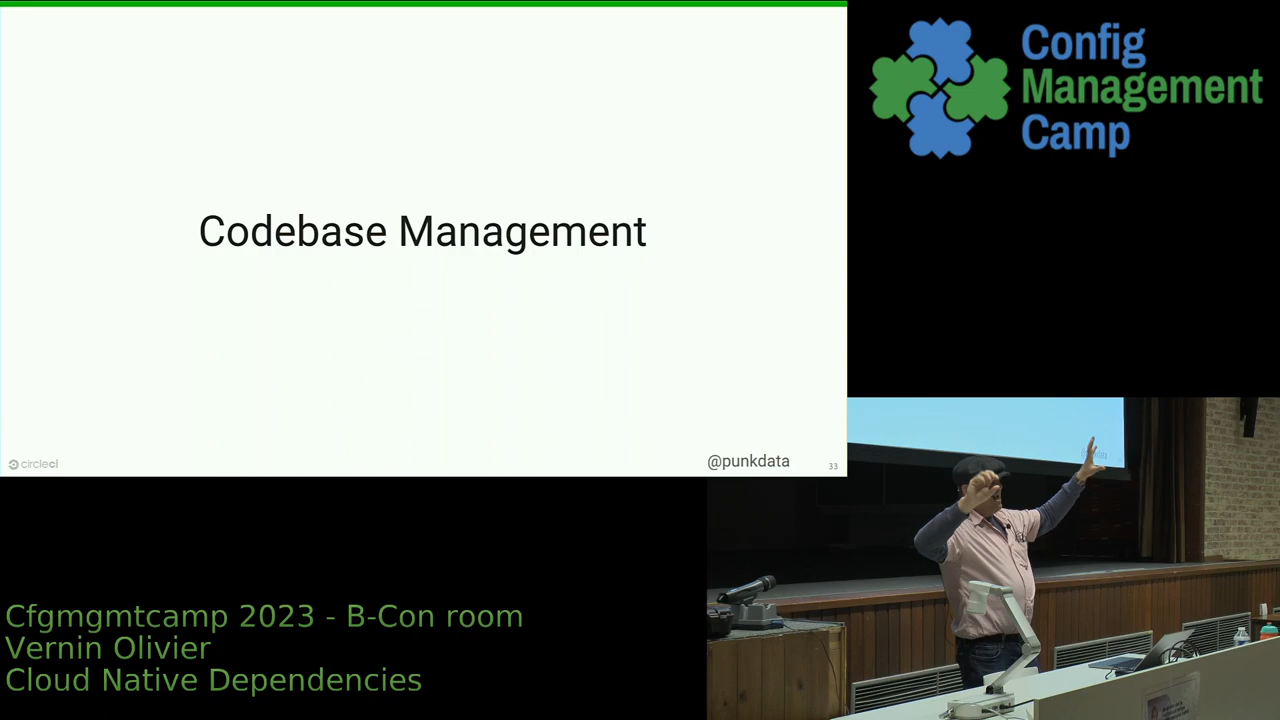 Codebase Management
circleci
@punkdata
33
Config
Management
Camp
Cfgmgmtcamp 2023 - B-Con room
Vernin Olivier
Cloud Native Dependencies